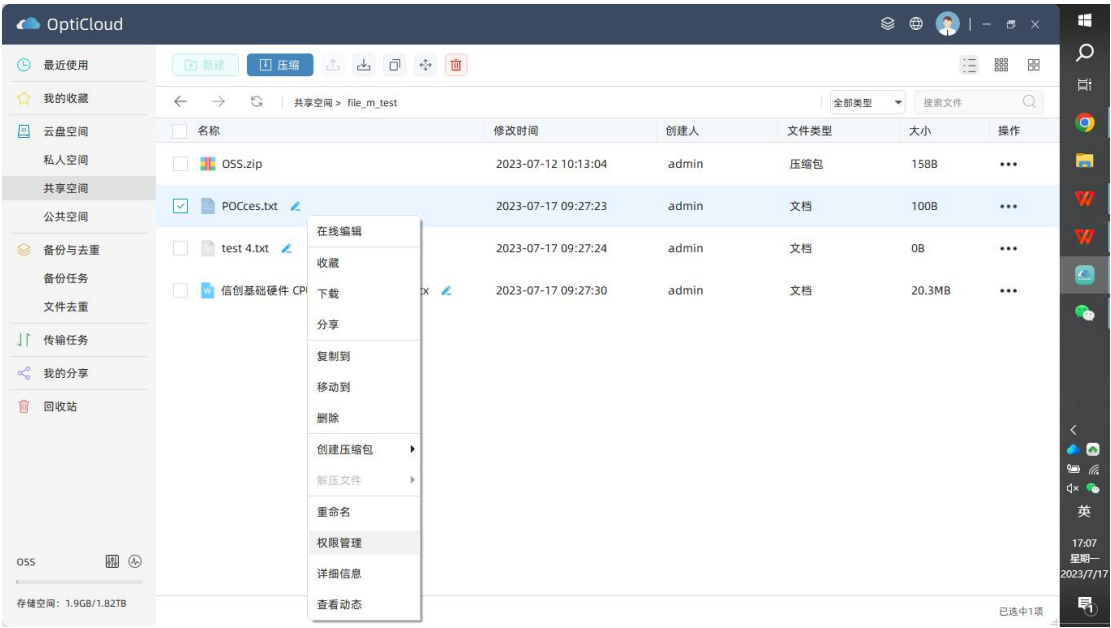 OptiCloud
最近使用
我的收藏
云盘空间
私人空间
共享空间
公共空间
备份与去重
备份任务
文件去重
传输任务
我的分享
回收站
OSS
存储空间：1.9GB/1.82TB
新建
压缩
共享空间 > file_m_test
全部类型
搜索文件
名称 修改时间 创建人 文件类型 大小 操作
OSS.zip 2023-07-12 10:13:04 admin 压缩包 158B •••
POCces.txt 2023-07-17 09:27:23 admin 文档 100B •••
test 4.txt 2023-07-17 09:27:24 admin 文档 0B •••
信创基础硬件 CP 2023-07-17 09:27:30 admin 文档 20.3MB •••
在线编辑
收藏
下载
分享
复制到
移动到
删除
创建压缩包
解压文件
重命名
权限管理
详细信息
查看动态
已选中1项
英
17:07
星期一
2023/7/17
1